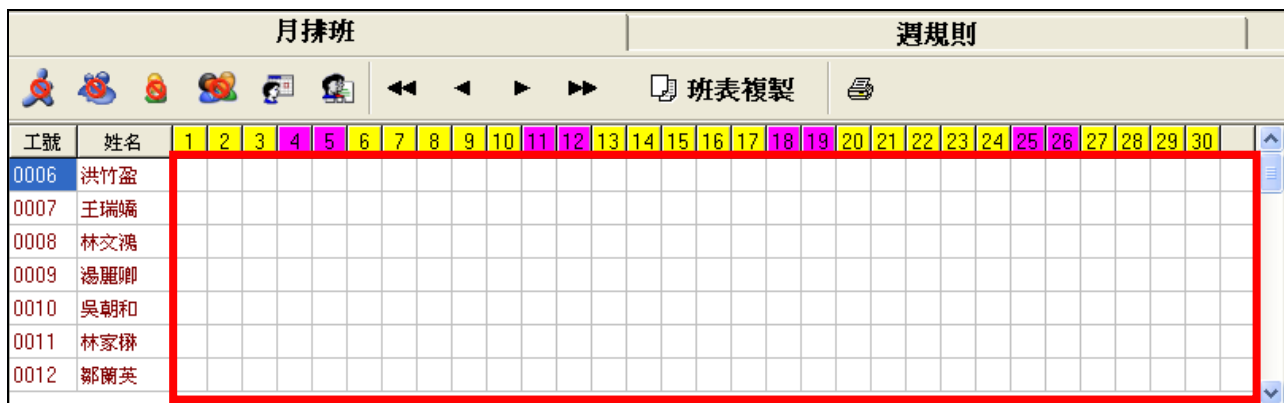 月排班 週規則
班表複製
工號 姓名 1 2 3 4 5 6 7 8 9 10 11 12 13 14 15 16 17 18 19 20 21 22 23 24 25 26 27 28 29 30
0006 洪竹盈
0007 王瑞嬌
0008 林文鴻
0009 湯麗卿
0010 吳朝和
0011 林家
0012 鄒蘭英